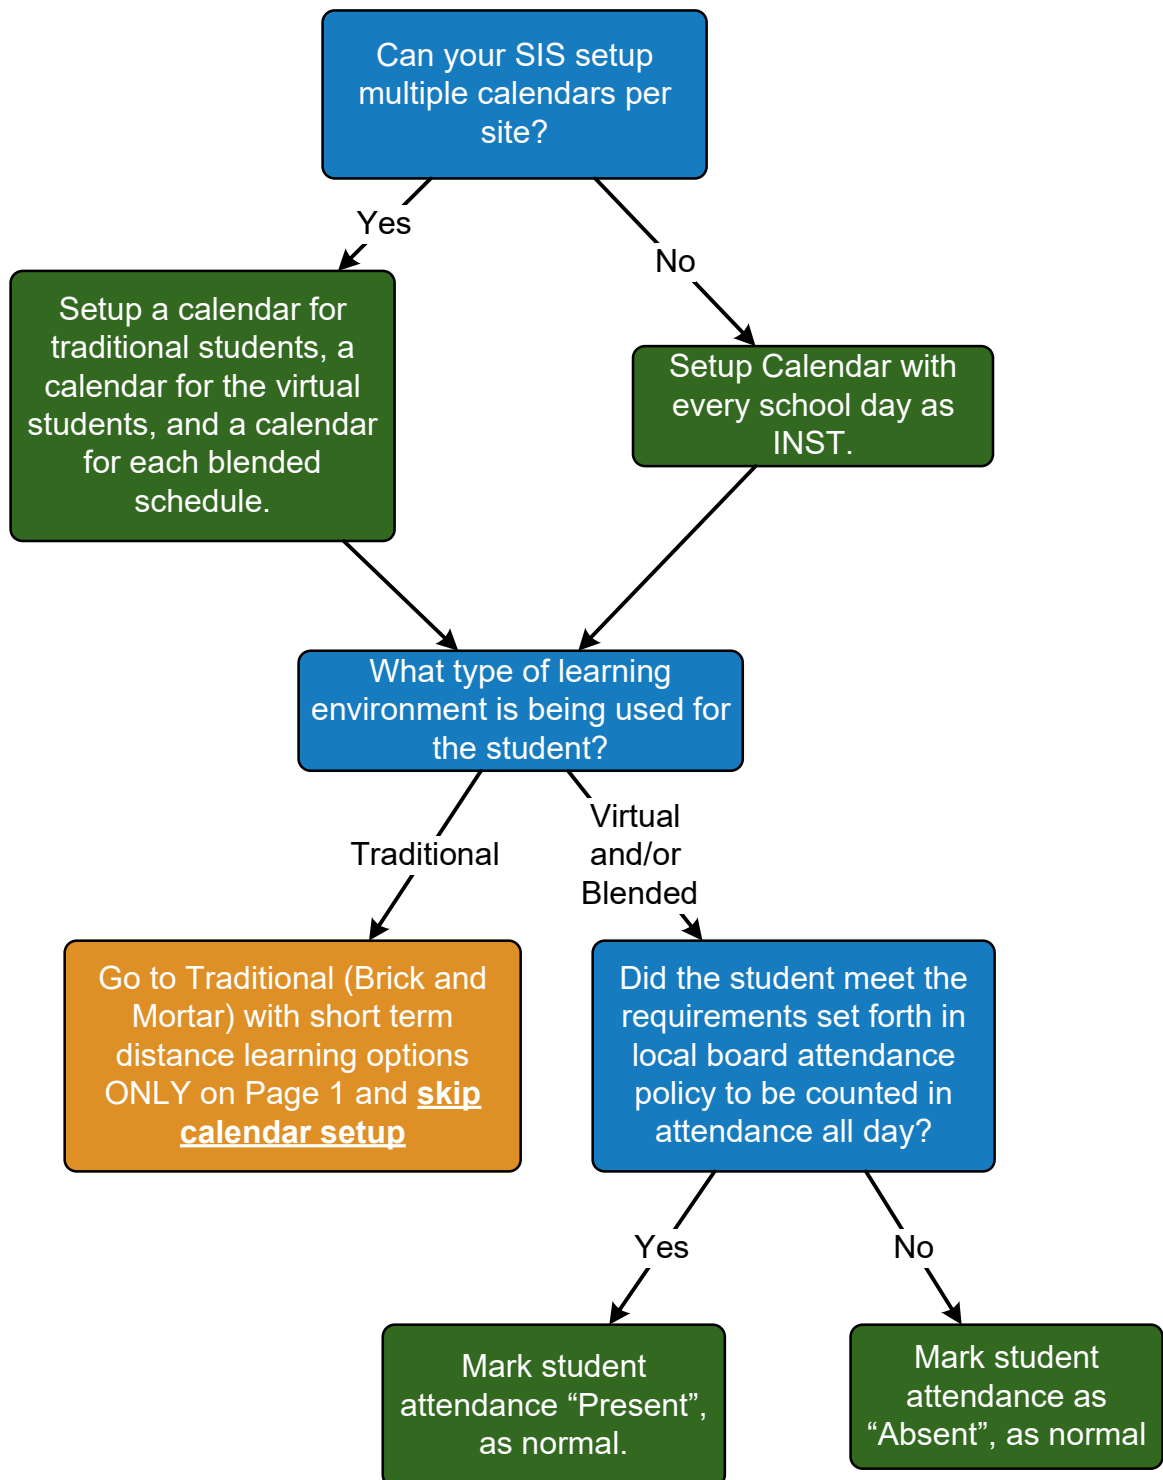 Can your SIS setup
multiple calendars per
site?
Yes
No
Setup a calendar for
traditional students, a
calendar for the virtual
students, and a calendar
for each blended
schedule.
Setup Calendar with
every school day as
INST.
What type of learning
environment is being used for
the student?
Traditional
Virtual
and/or
Blended
Go to Traditional (Brick and
Mortar) with short term
distance learning options
ONLY on Page 1 and skip
calendar setup
Did the student meet the
requirements set forth in
local board attendance
policy to be counted in
attendance all day?
Yes
No
Mark student
attendance “Present”,
as normal.
Mark student
attendance as
“Absent”, as normal